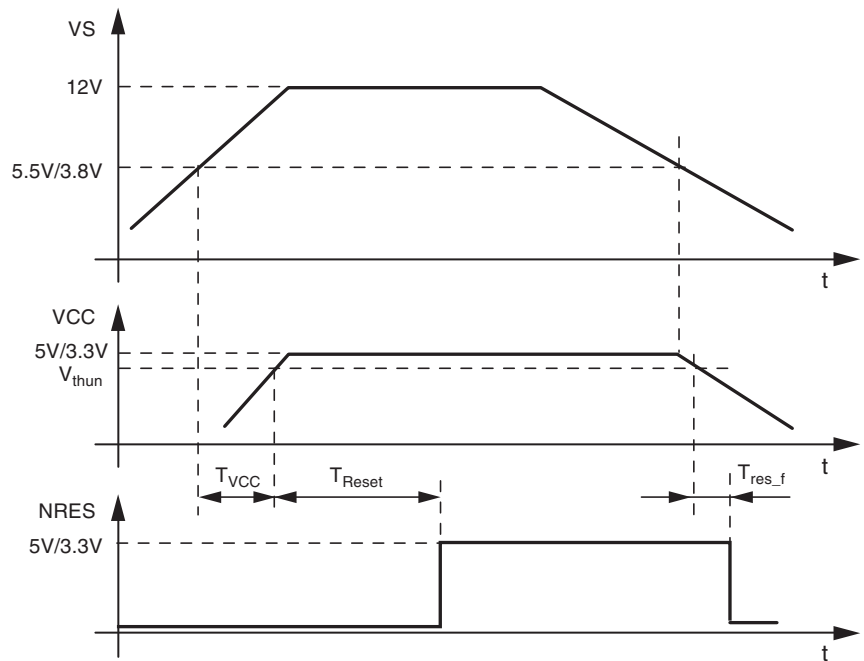 VS
12V
5.5V/3.8V
t
VCC
5V/3.3V
Vthun
t
TVCC
TReset
Tres_f
NRES
5V/3.3V
t